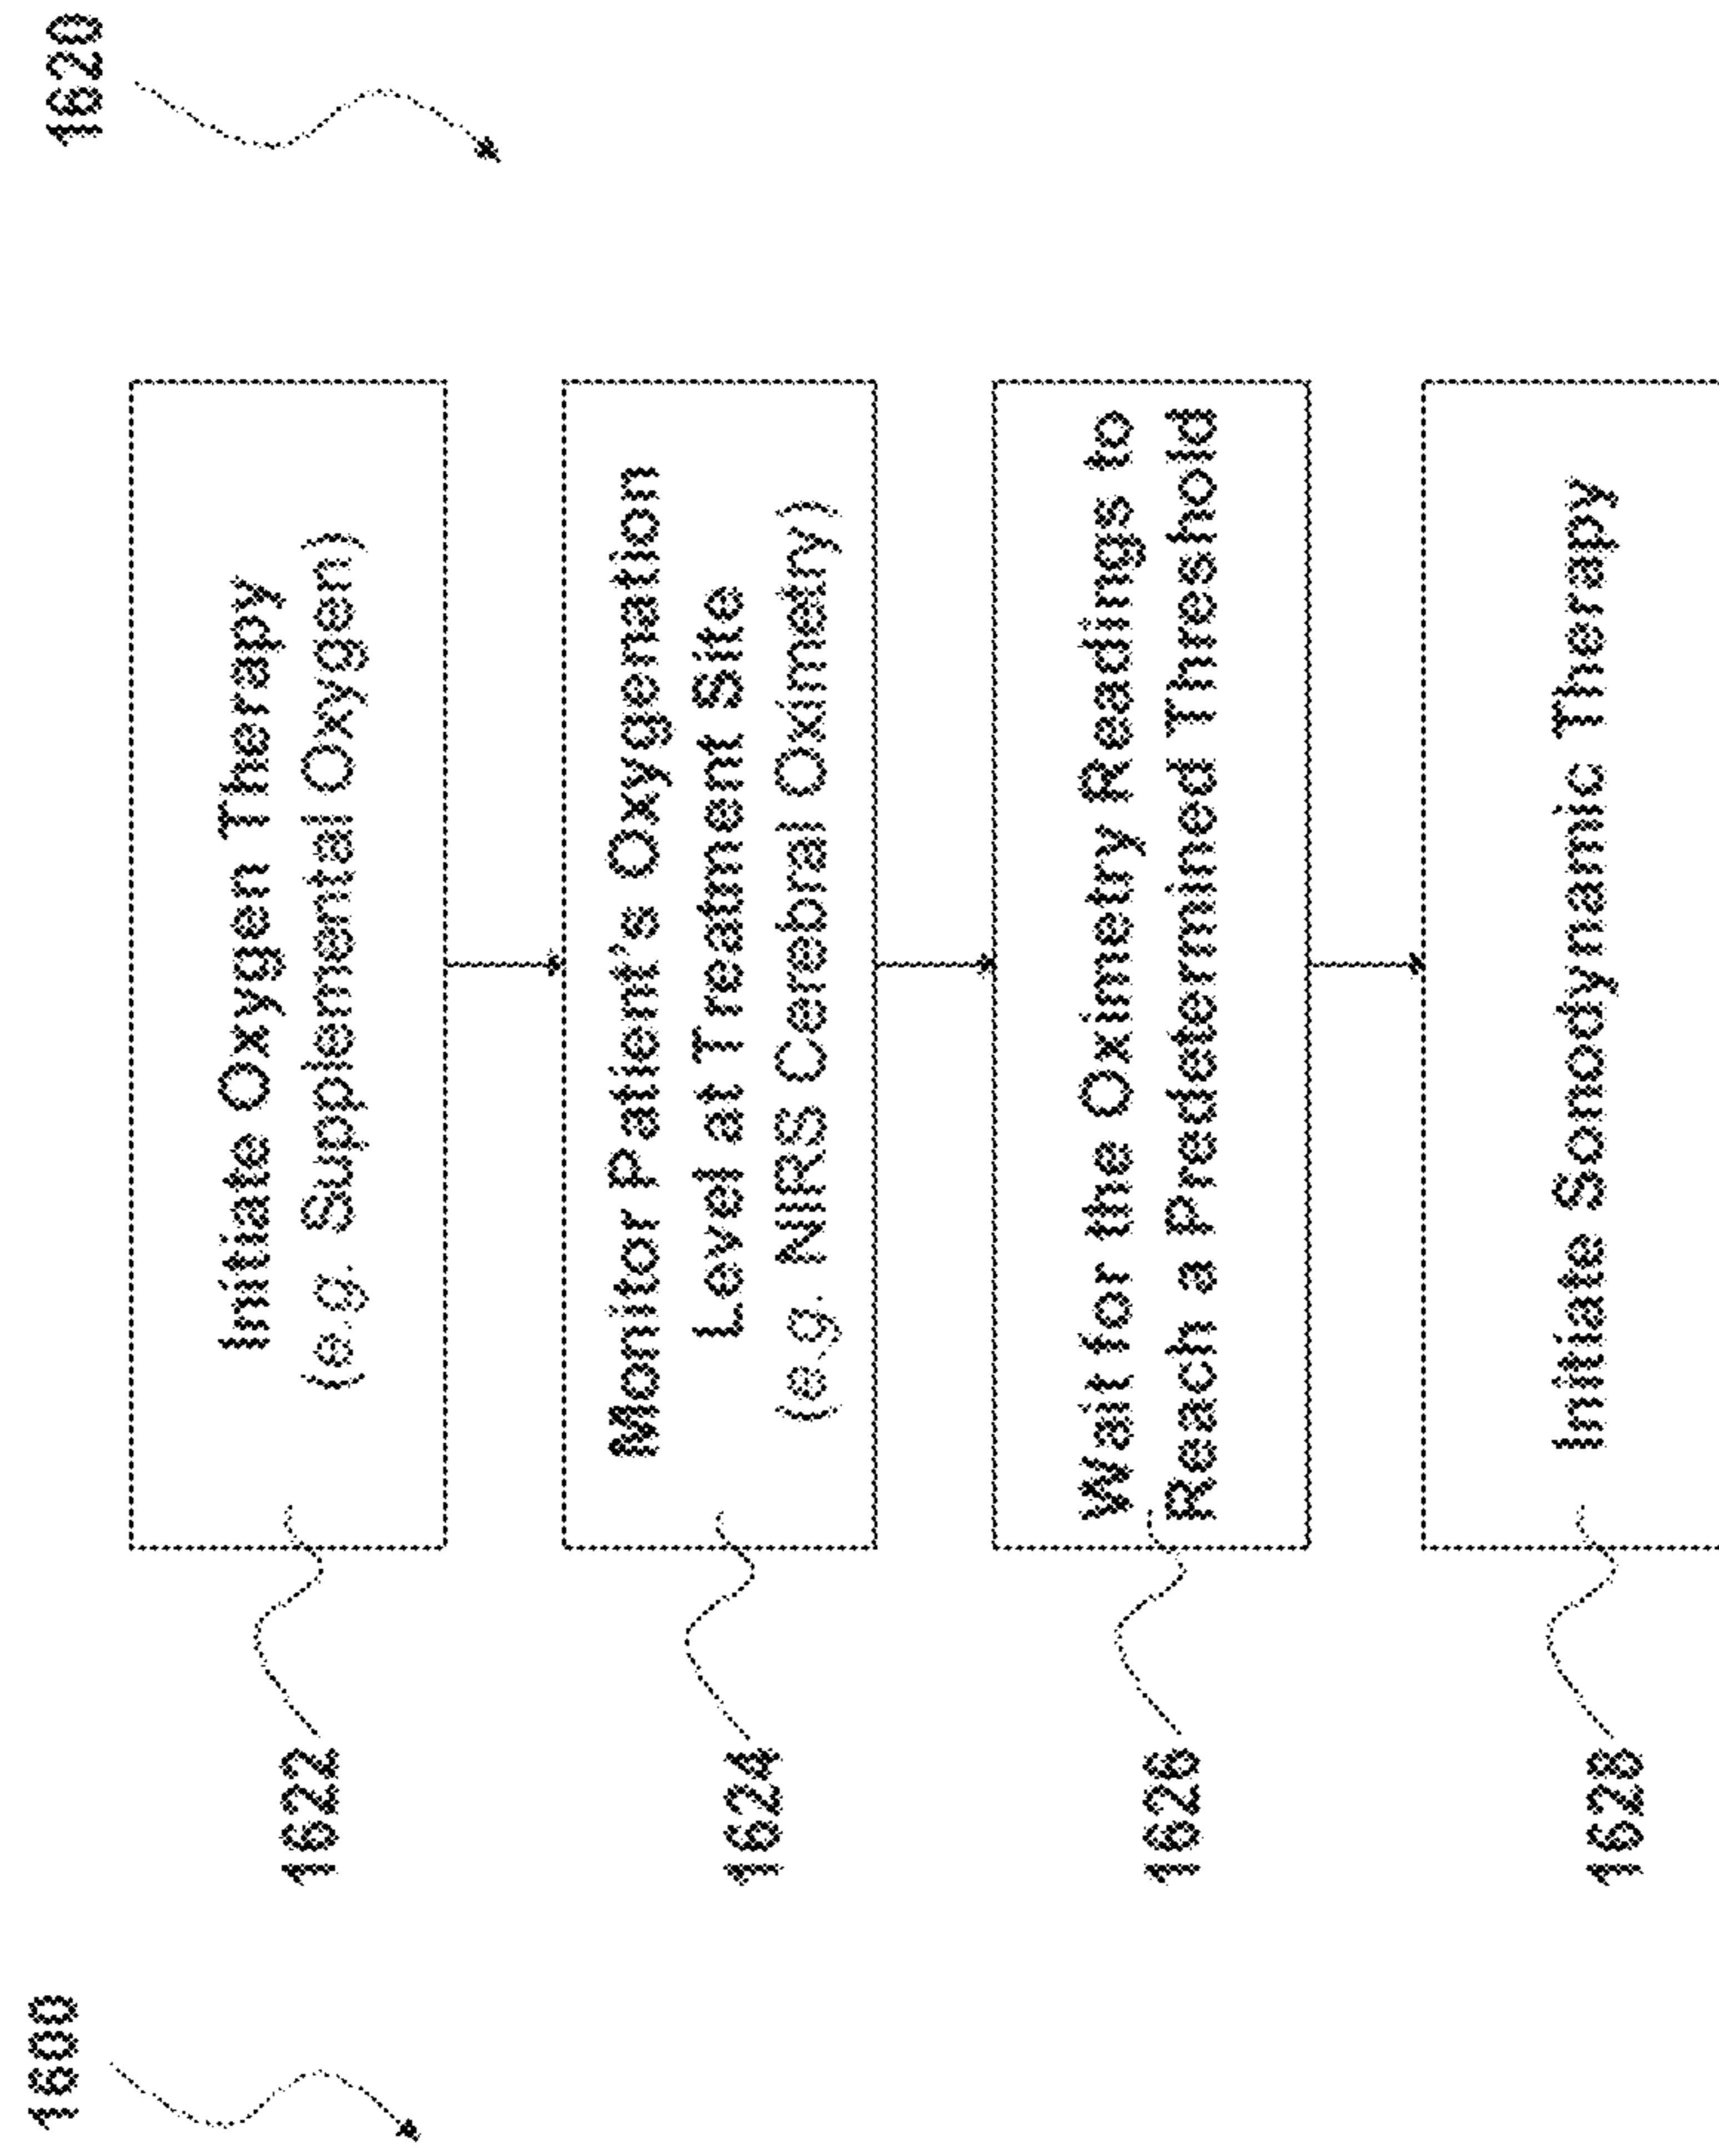 1600
1620
1622
Initiate Oxygen Therapy
(e.g. Supplemental Oxygen)
1624
Monitor Patient's Oxygenation
Level at Treatment Site
(e.g. NIRS Cerebral Oximetry)
1626
Wait for the Oximetry Readings to
Reach a Predetermined Threshold
1628
Initiate Sonodynamic Therapy